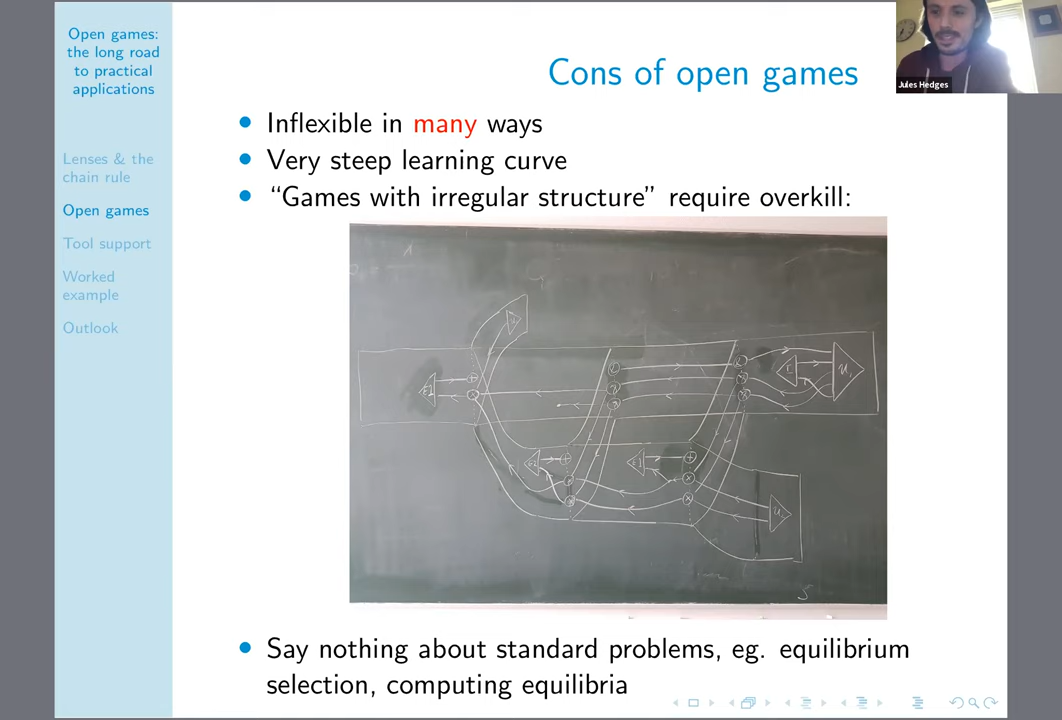 Open games:
the long road
to practical
applications
Lenses & the
chain rule
Open games
Tool support
Worked
example
Outlook
Cons of open games
Jules Hedges
• Inflexible in many ways
• Very steep learning curve
• “Games with irregular structure” require overkill:
• Say nothing about standard problems, eg. equilibrium
selection, computing equilibria